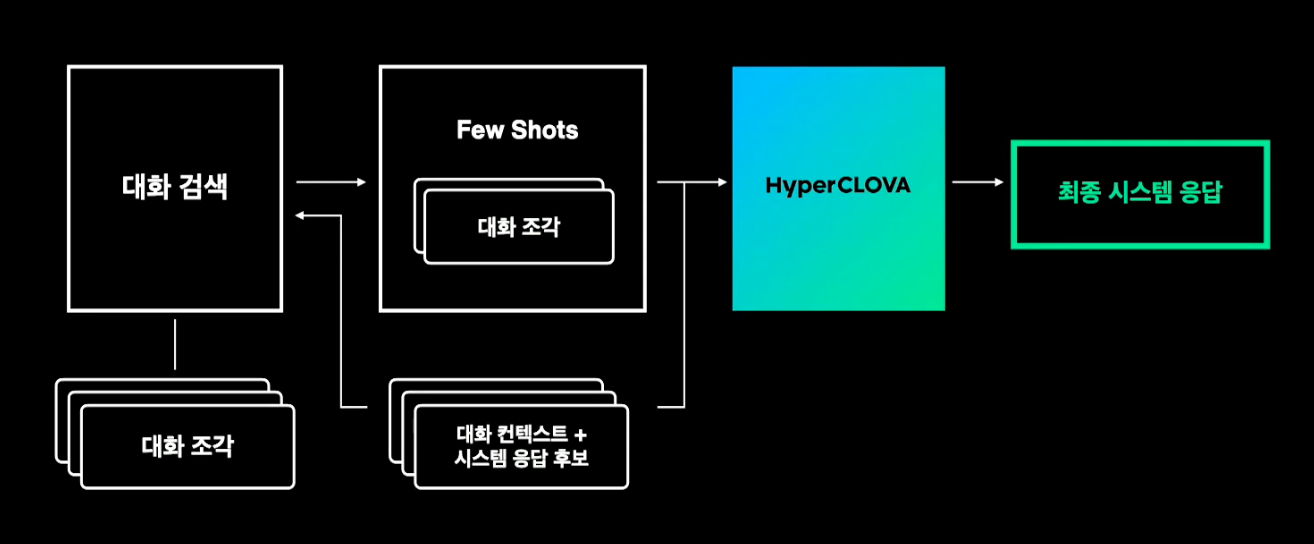 대화 검색
Few Shots
대화 조각
HyperCLOVA
최종 시스템 응답
대화 조각
대화 컨텍스트 +
시스템 응답 후보